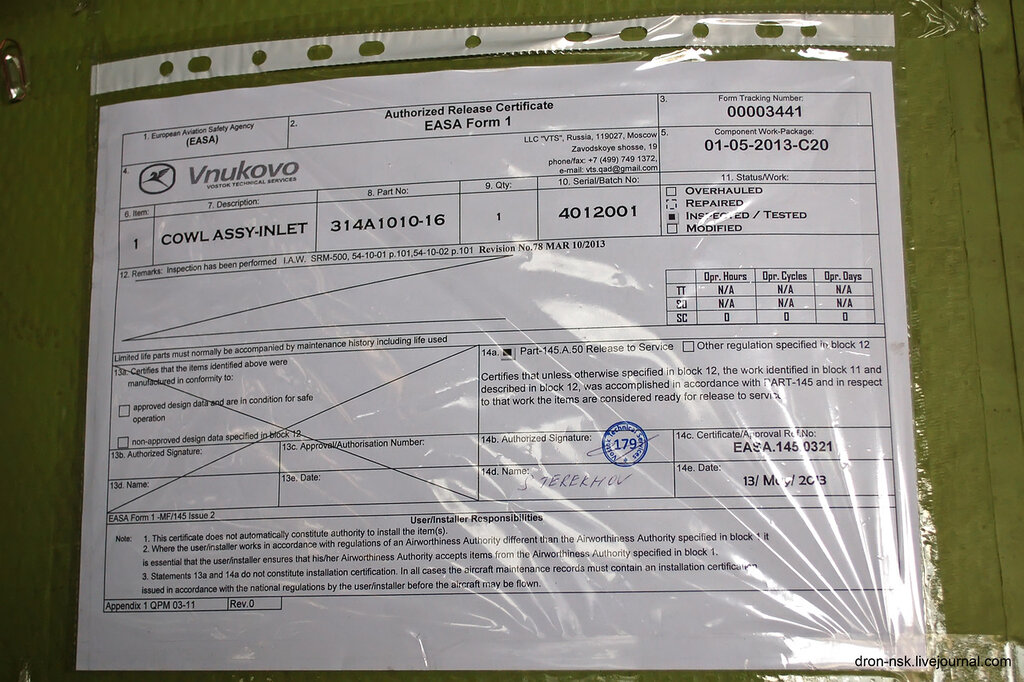 1. European Aviation Safety Agency
(EASA)
2.
Authorized Release Certificate
EASA Form 1
3.
Form Tracking Number:
00003441
4.
Vnukovo
VOSTOK TECHNICAL SERVICES
LLC "VTS", Russia, 119027, Moscow
Zavodskoye shosse, 19
phone/fax: +7 (499) 749 1372,
e-mail: vts.qad@gmail.com
5.
Component Work-Package:
01-05-2013-C20
6. Item:
7. Description:
8. Part No:
9. Qty:
10. Serial/Batch No:
11. Status/Work:
1
COWL ASSY-INLET
314A1010-16
1
4012001
OVERHAULED
REPAIRED
INSPECTED / TESTED
MODIFIED
12. Remarks: Inspection has been performed I.A.W. SRM-500, 54-10-01 p.101,54-10-02 p.101 Revision No.78 MAR 10/2013
Opr. Hours Opr. Cycles Opr. Days
TT N/A N/A N/A
SO N/A N/A N/A
SC 0 0 0
Limited life parts must normally be accompanied by maintenance history including life used
13a. Certifies that the items identified above were
manufactured in conformity to:
approved design data and are in condition for safe
operation
non-approved design data specified in block 12
13b. Authorized Signature:
13c. Approval/Authorisation Number:
13d. Name:
13e. Date:
14a. Part-145.A.50 Release to Service Other regulation specified in block 12
Certifies that unless otherwise specified in block 12, the work identified in block 11 and
described in block 12, was accomplished in accordance with PART-145 and in respect
to that work the items are considered ready for release to service
14b. Authorized Signature:
Vostok Technical Services
179
14c. Certificate/Approval Ref.No:
EASA.145.0321
14d. Name:
S TEREKHOV
14e. Date:
13/ May/ 2013
EASA Form 1 -MF/145 Issue 2
User/Installer Responsibilities
Note: 1. This certificate does not automatically constitute authority to install the item(s).
2. Where the user/installer works in accordance with regulations of an Airworthiness Authority different than the Airworthiness Authority specified in block 1 it
is essential that the user/installer ensures that his/her Airworthiness Authority accepts items from the Airworthiness Authority specified in block 1.
3. Statements 13a and 14a do not constitute installation certification. In all cases the aircraft maintenance records must contain an installation certification
issued in accordance with the national regulations by the user/installer before the aircraft may be flown.
Appendix 1 QPM 03-11 Rev.0
dron-nsk.livejournal.com